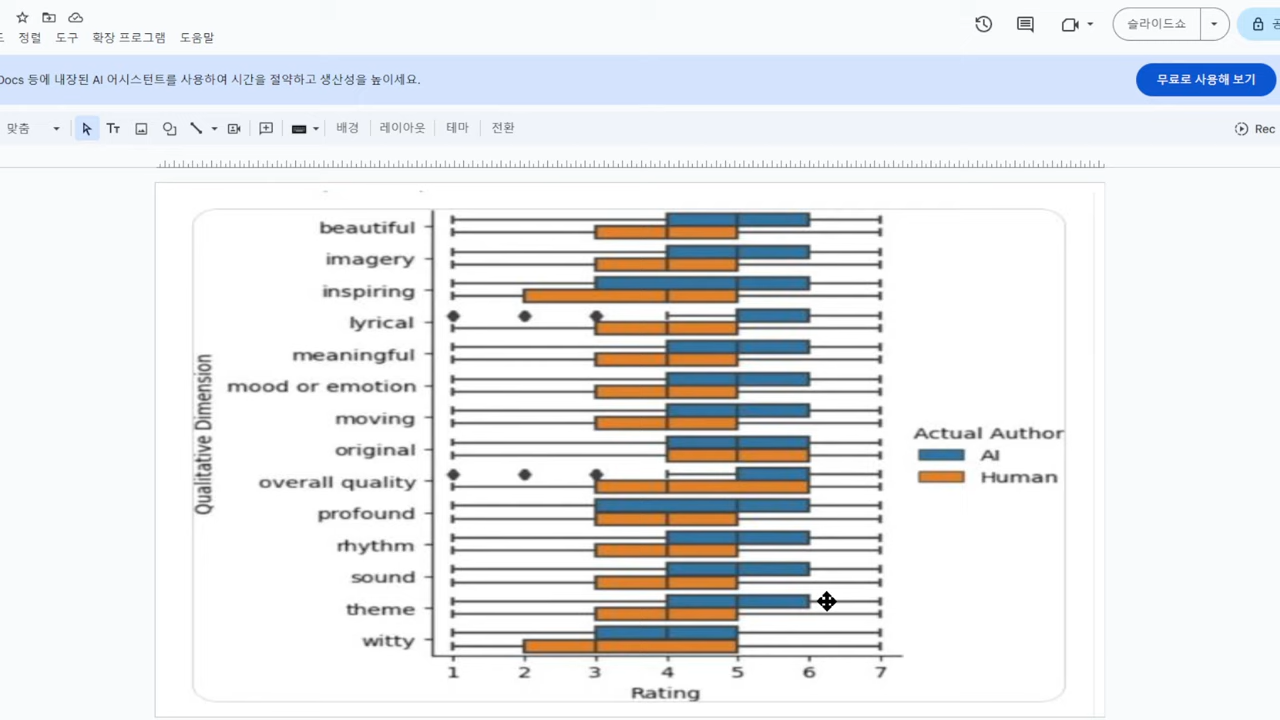 정렬 도구 확장 프로그램 도움말
슬라이드쇼
Docs 등에 내장된 AI 어시스턴트를 사용하여 시간을 절약하고 생산성을 높이세요.
무료로 사용해 보기
맞춤
Tт
배경 레이아웃 테마 전환
Rec
beautiful
imagery
inspiring
lyrical
meaningful
mood or emotion
moving
original
overall quality
profound
rhythm
sound
theme
witty
Qualitative Dimension
1 2 3 4 5 6 7
Rating
Actual Author
AI
Human